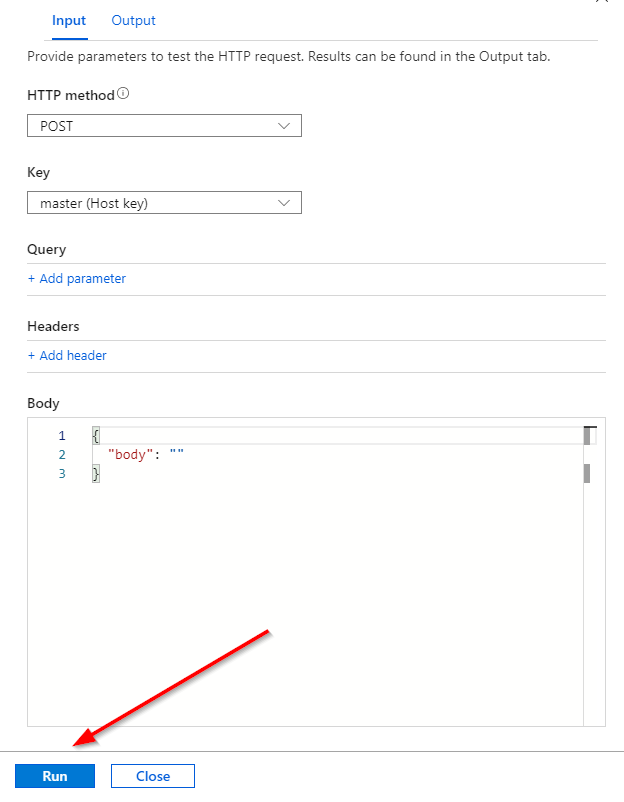 Input Output
Provide parameters to test the HTTP request. Results can be found in the Output tab.
HTTP method
POST
Key
master (Host key)
Query
+ Add parameter
Headers
+ Add header
Body
1 {
2 "body": ""
3 }
Run Close